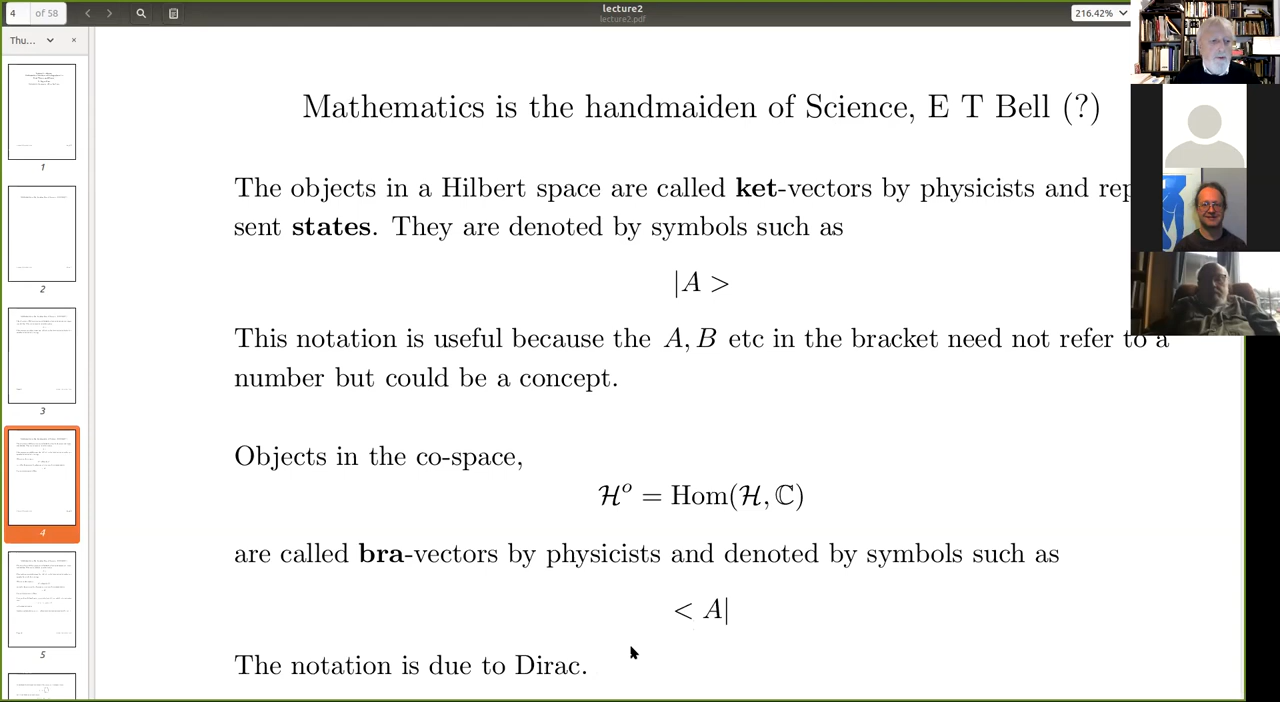 4 of 58
lecture2
lecture2.pdf
216.42%
Thu...
1
2
3
4
5
Mathematics is the handmaiden of Science, E T Bell (?)
The objects in a Hilbert space are called ket-vectors by physicists and rep
sent states. They are denoted by symbols such as
|A >
This notation is useful because the A, B etc in the bracket need not refer to a
number but could be a concept.
Objects in the co-space,
ℋᵒ = Hom(ℋ, ℂ)
are called bra-vectors by physicists and denoted by symbols such as
< A|
The notation is due to Dirac.